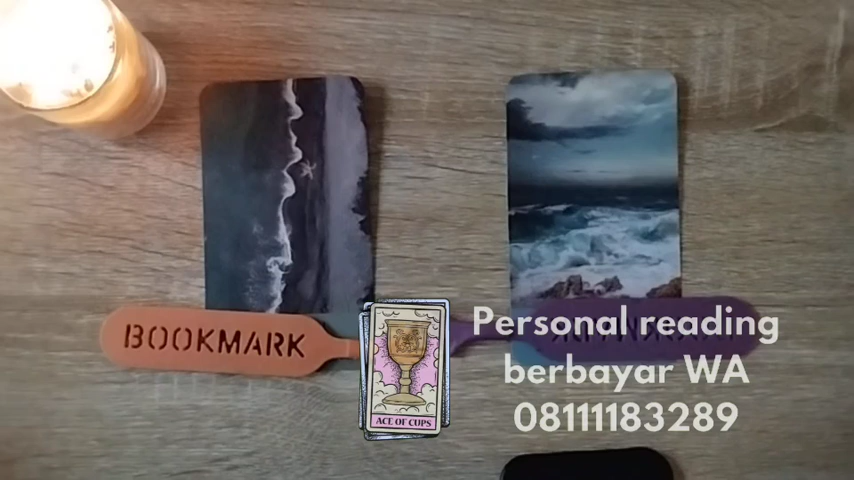 BOOKMARK
ACE OF CUPS
Personal reading
berbayar WA
08111183289